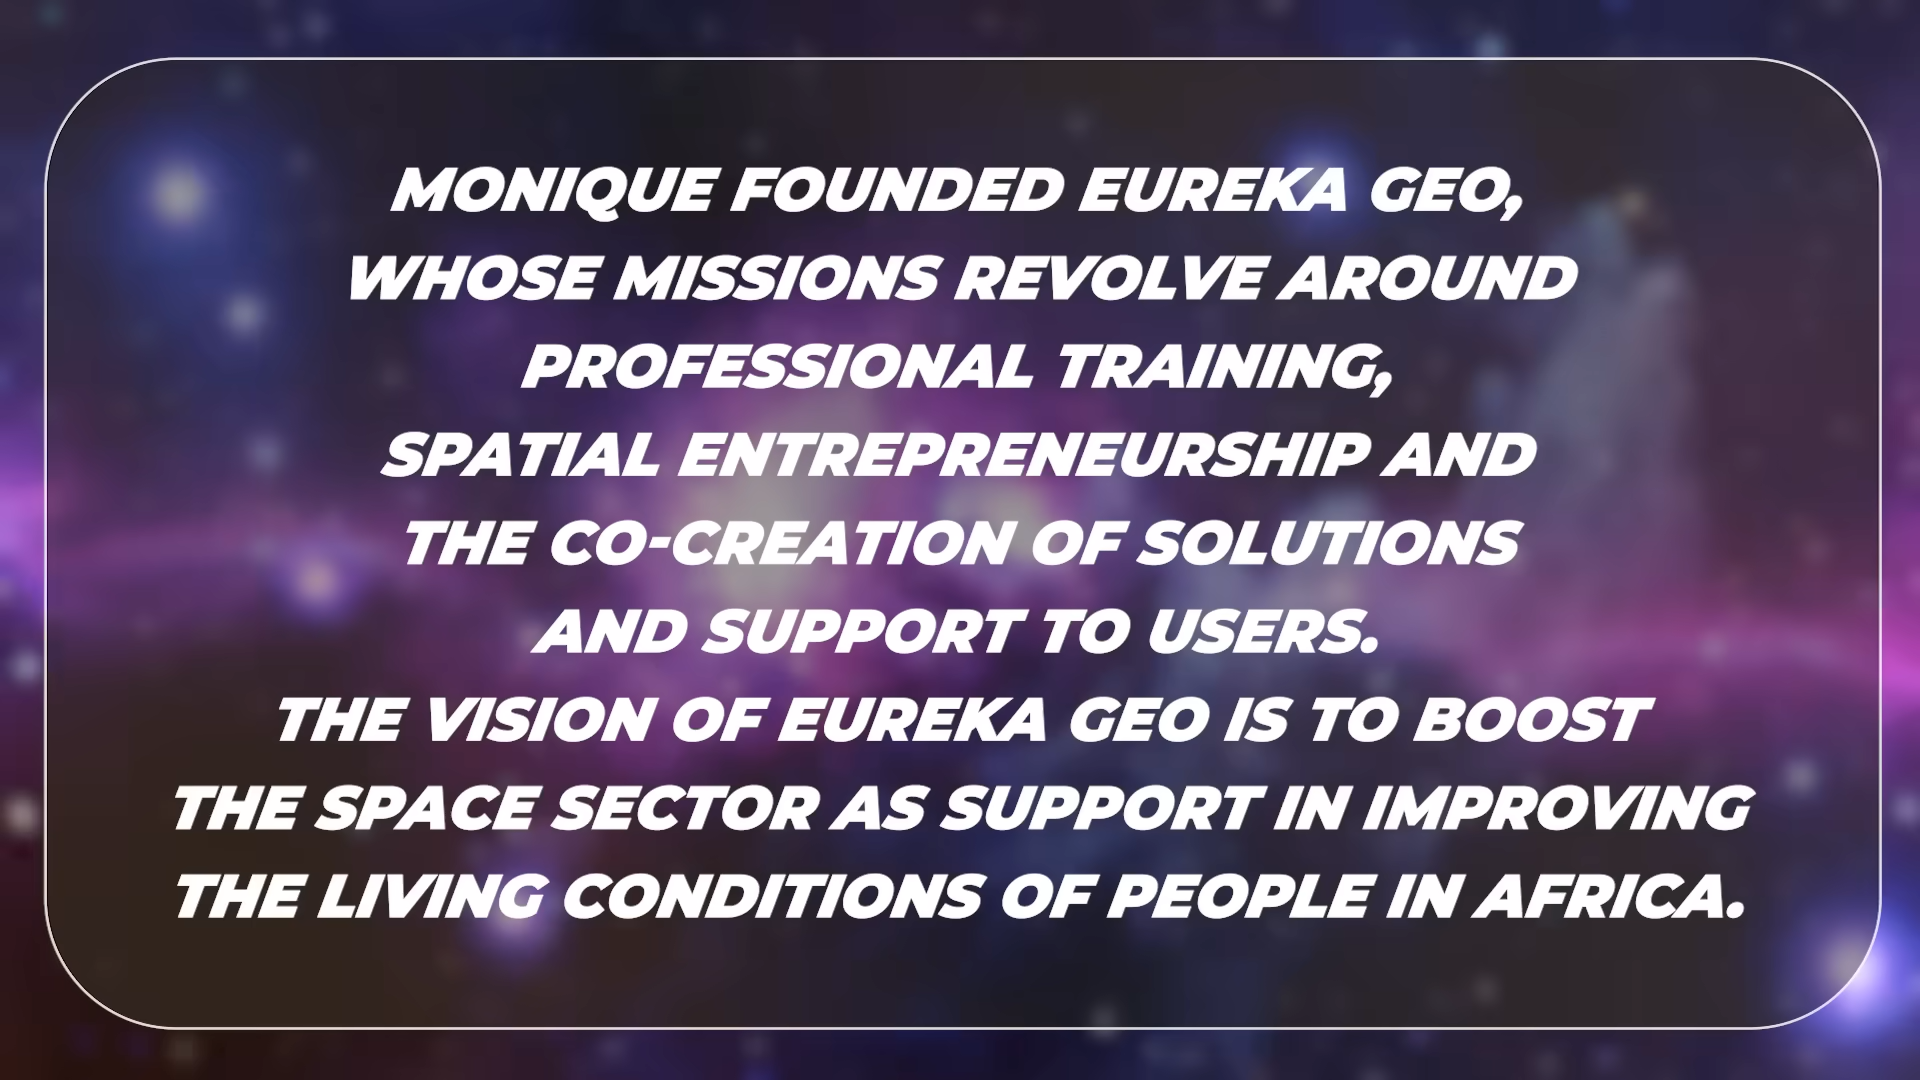 MONIQUE FOUNDED EUREKA GEO,
WHOSE MISSIONS REVOLVE AROUND
PROFESSIONAL TRAINING,
SPATIAL ENTREPRENEURSHIP AND
THE CO-CREATION OF SOLUTIONS
AND SUPPORT TO USERS.
THE VISION OF EUREKA GEO IS TO BOOST
THE SPACE SECTOR AS SUPPORT IN IMPROVING
THE LIVING CONDITIONS OF PEOPLE IN AFRICA.